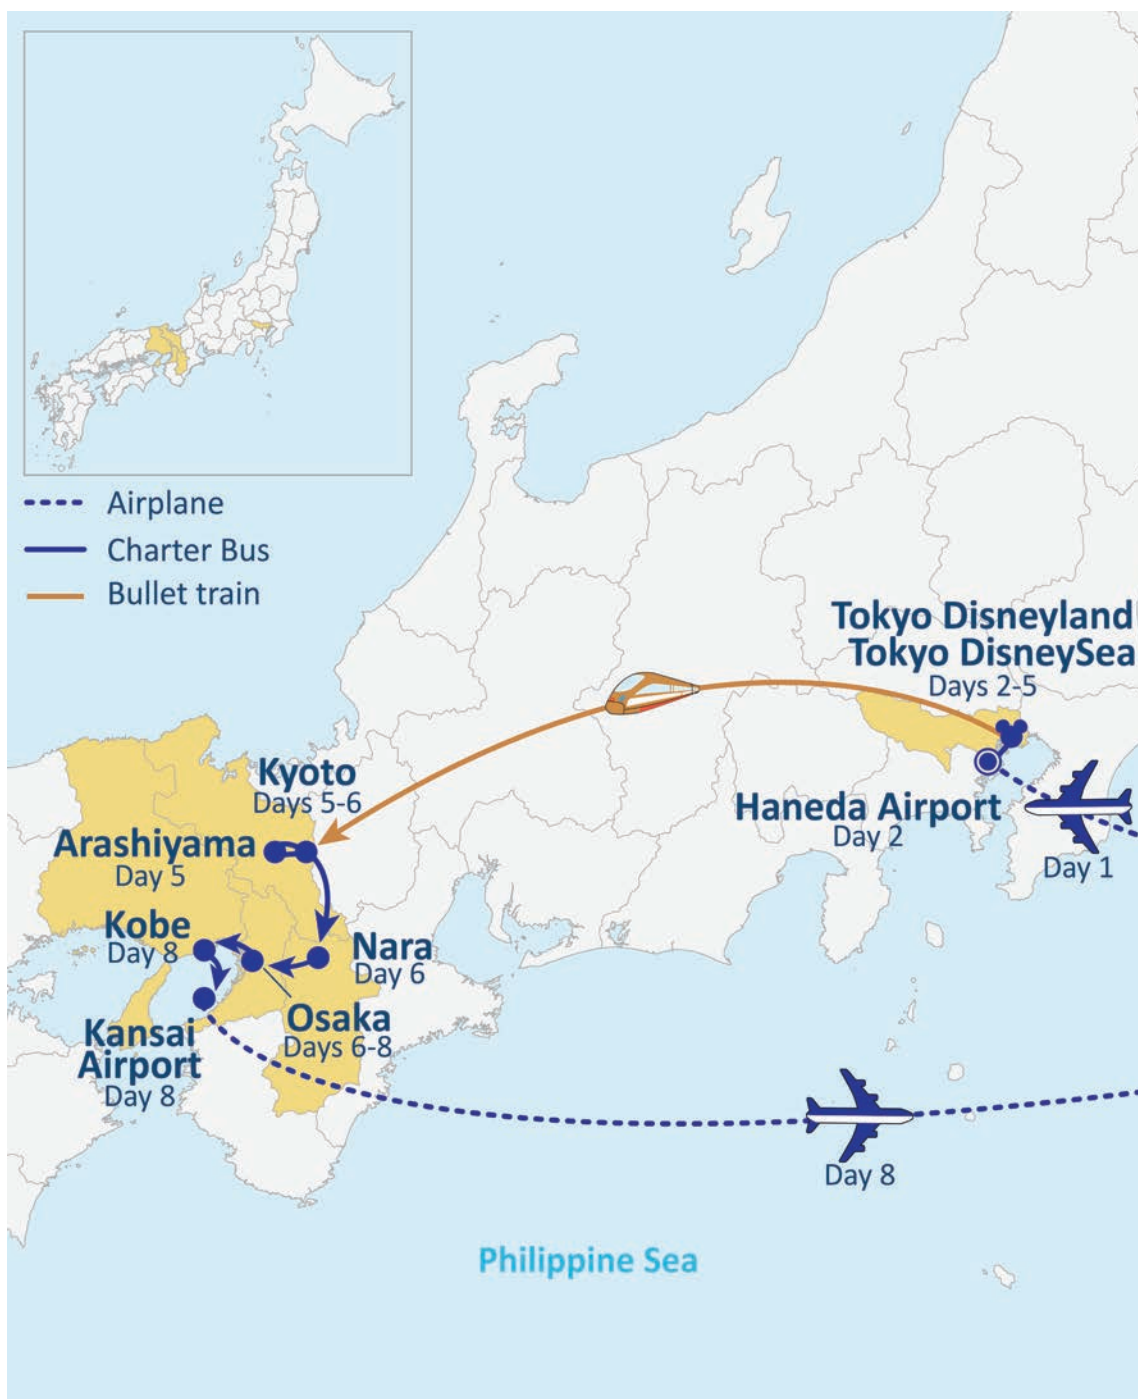 Airplane
Charter Bus
Bullet train
Tokyo Disneyland
Tokyo DisneySea
Days 2-5
Kyoto
Days 5-6
Haneda Airport
Day 2
Day 1
Arashiyama
Day 5
Kobe
Day 8
Nara
Day 6
Osaka
Days 6-8
Kansai
Airport
Day 8
Day 8
Philippine Sea